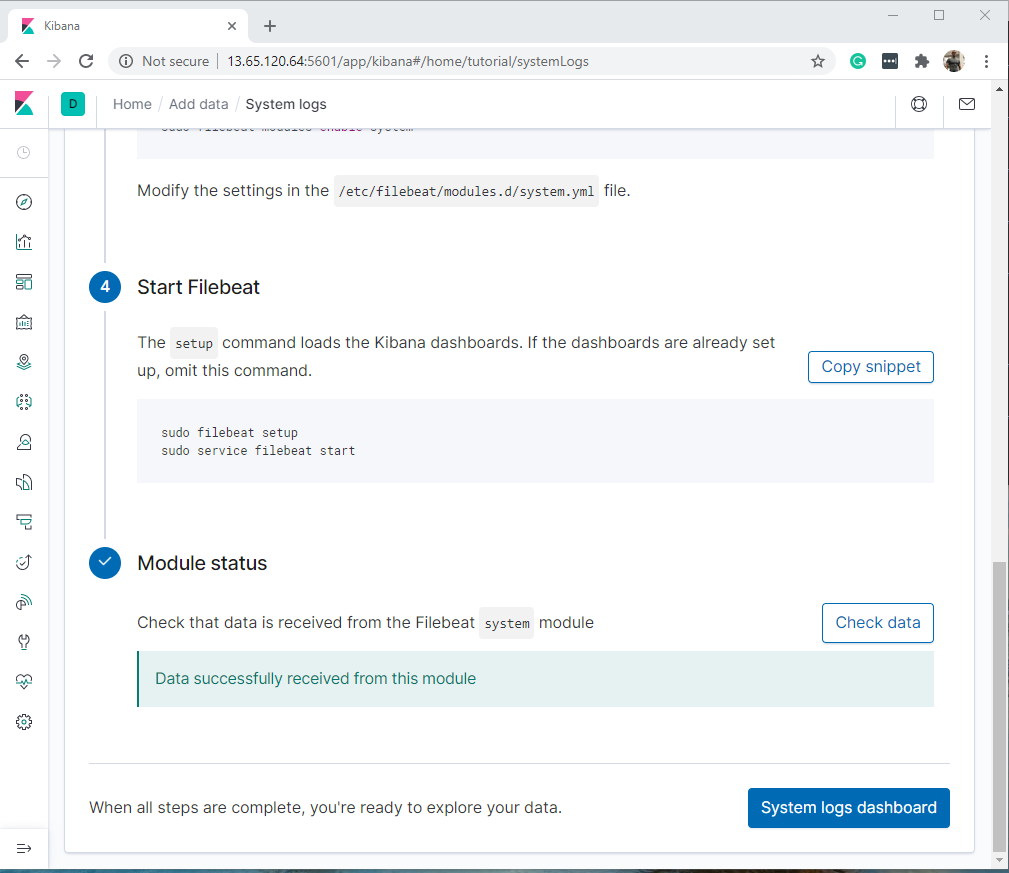 Kibana
Not secure
13.65.120.64:5601/app/kibana#/home/tutorial/systemLogs
D
Home / Add data / System logs
sudo filebeat modules enable system
Modify the settings in the /etc/filebeat/modules.d/system.yml file.
4 Start Filebeat
The setup command loads the Kibana dashboards. If the dashboards are already set
up, omit this command.
Copy snippet
sudo filebeat setup
sudo service filebeat start
Module status
Check that data is received from the Filebeat system module
Check data
Data successfully received from this module
When all steps are complete, you're ready to explore your data.
System logs dashboard